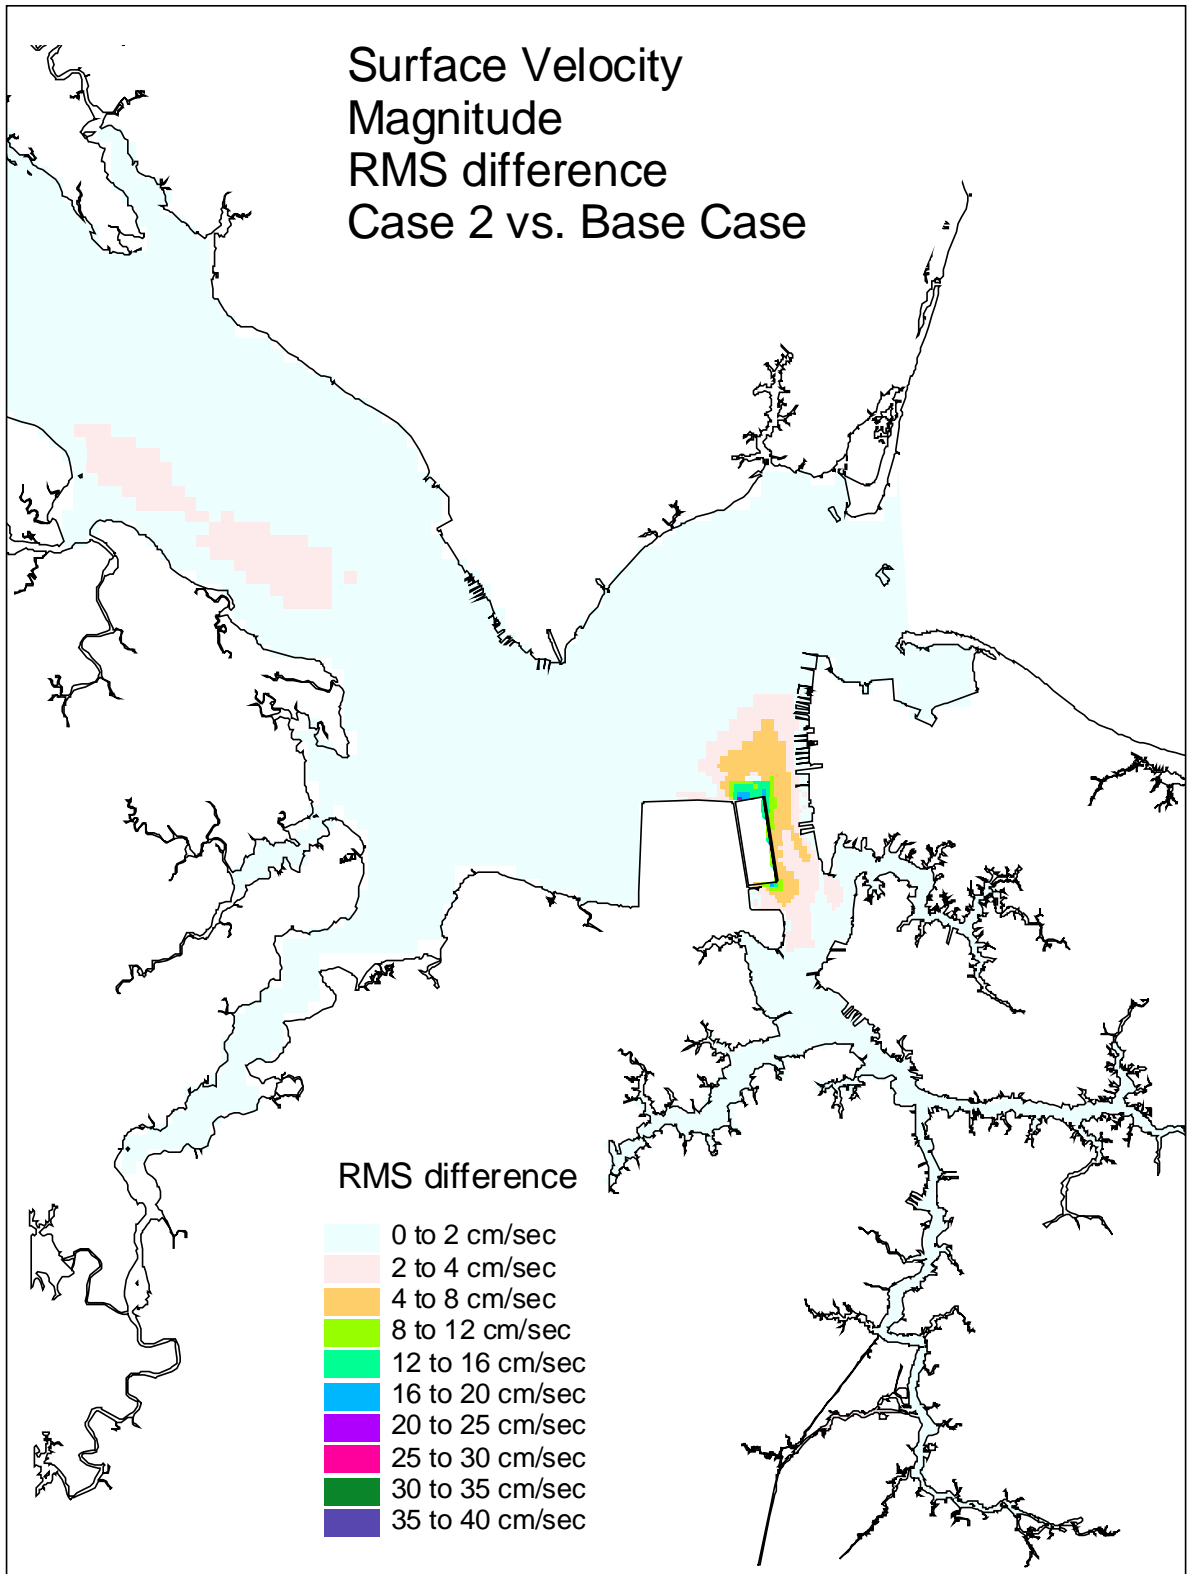 Surface Velocity
Magnitude
RMS difference
Case 2 vs. Base Case
RMS difference
0 to 2 cm/sec
2 to 4 cm/sec
4 to 8 cm/sec
8 to 12 cm/sec
12 to 16 cm/sec
16 to 20 cm/sec
20 to 25 cm/sec
25 to 30 cm/sec
30 to 35 cm/sec
35 to 40 cm/sec